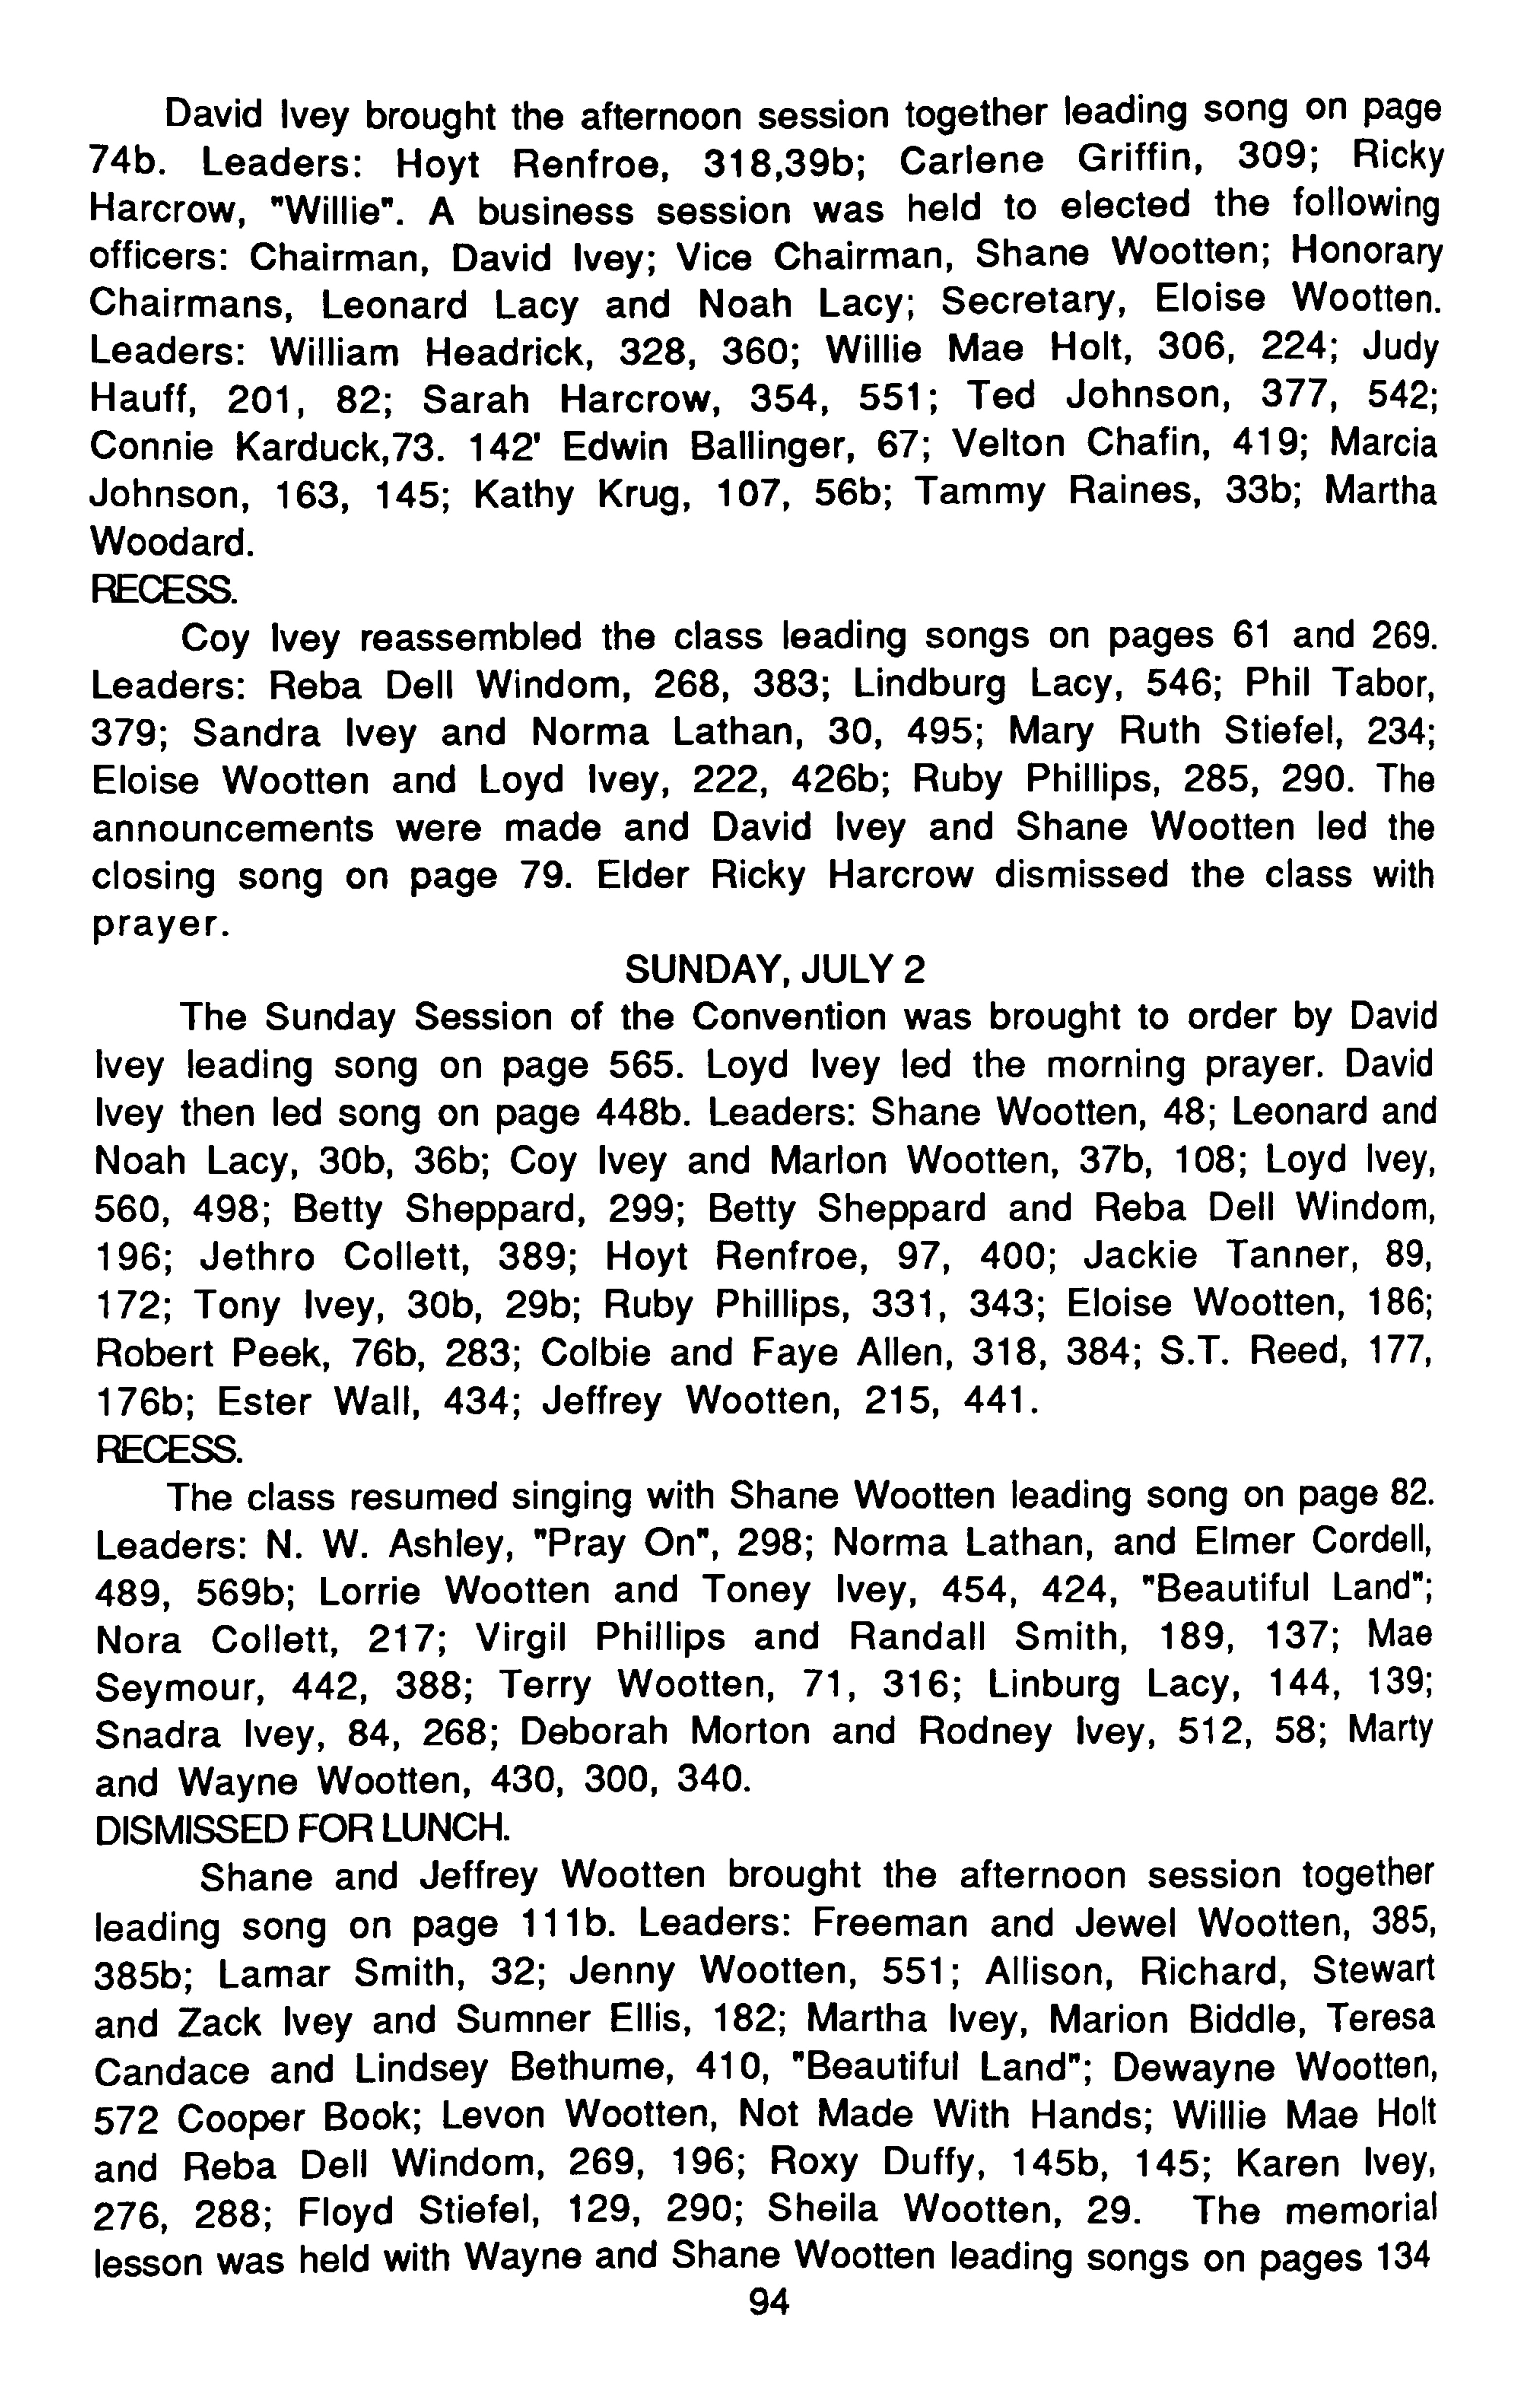 David Ivey brought the afternoon session together leading song on page
74b. Leaders: Hoyt Renfroe, 318,39b; Carlene Griffin, 309; Ricky
Harcrow, "Willie". A business session was held to elected the following
officers: Chairman, David Ivey; Vice Chairman, Shane Wootten; Honorary
Chairmans, Leonard Lacy and Noah Lacy; Secretary, Eloise Wootten.
Leaders: William Headrick, 328, 360; Willie Mae Holt, 306, 224; Judy
Hauff, 201, 82; Sarah Harcrow, 354, 551; Ted Johnson, 377, 542;
Connie Karduck,73. 142' Edwin Ballinger, 67; Velton Chafin, 419; Marcia
Johnson, 163, 145; Kathy Krug, 107, 56b; Tammy Raines, 33b; Martha
Woodard.
RECESS.
Coy Ivey reassembled the class leading songs on pages 61 and 269.
Leaders: Reba Dell Windom, 268, 383; Lindburg Lacy, 546; Phil Tabor,
379; Sandra Ivey and Norma Lathan, 30, 495; Mary Ruth Stiefel, 234;
Eloise Wootten and Loyd Ivey, 222, 426b; Ruby Phillips, 285, 290. The
announcements were made and David Ivey and Shane Wootten led the
closing song on page 79. Elder Ricky Harcrow dismissed the class with
prayer.
SUNDAY, JULY 2
The Sunday Session of the Convention was brought to order by David
Ivey leading song on page 565. Loyd Ivey led the morning prayer. David
Ivey then led song on page 448b. Leaders: Shane Wootten, 48; Leonard and
Noah Lacy, 30b, 36b; Coy Ivey and Marlon Wootten, 37b, 108; Loyd Ivey,
560, 498; Betty Sheppard, 299; Betty Sheppard and Reba Dell Windom,
196; Jethro Collett, 389; Hoyt Renfroe, 97, 400; Jackie Tanner, 89,
172; Tony Ivey, 30b, 29b; Ruby Phillips, 331, 343; Eloise Wootten, 186;
Robert Peek, 76b, 283; Colbie and Faye Allen, 318, 384; S.T. Reed, 177,
176b; Ester Wall, 434; Jeffrey Wootten, 215, 441.
RECESS.
The class resumed singing with Shane Wootten leading song on page 82.
Leaders: N. W. Ashley, "Pray On", 298; Norma Lathan, and Elmer Cordell,
489, 569b; Lorrie Wootten and Toney Ivey, 454, 424, "Beautiful Land";
Nora Collett, 217; Virgil Phillips and Randall Smith, 189, 137; Mae
Seymour, 442, 388; Terry Wootten, 71, 316; Linburg Lacy, 144, 139;
Snadra Ivey, 84, 268; Deborah Morton and Rodney Ivey, 512, 58; Marty
and Wayne Wootten, 430, 300, 340.
DISMISSED FOR LUNCH.
Shane and Jeffrey Wootten brought the afternoon session together
leading song on page 111b. Leaders: Freeman and Jewel Wootten, 385,
385b; Lamar Smith, 32; Jenny Wootten, 551; Allison, Richard, Stewart
and Zack Ivey and Sumner Ellis, 182; Martha Ivey, Marion Biddle, Teresa
Candace and Lindsey Bethume, 410, "Beautiful Land"; Dewayne Wootten,
572 Cooper Book; Levon Wootten, Not Made With Hands; Willie Mae Holt
and Reba Dell Windom, 269, 196; Roxy Duffy, 145b, 145; Karen Ivey,
276, 288; Floyd Stiefel, 129, 290; Sheila Wootten, 29. The memorial
lesson was held with Wayne and Shane Wootten leading songs on pages 134
94